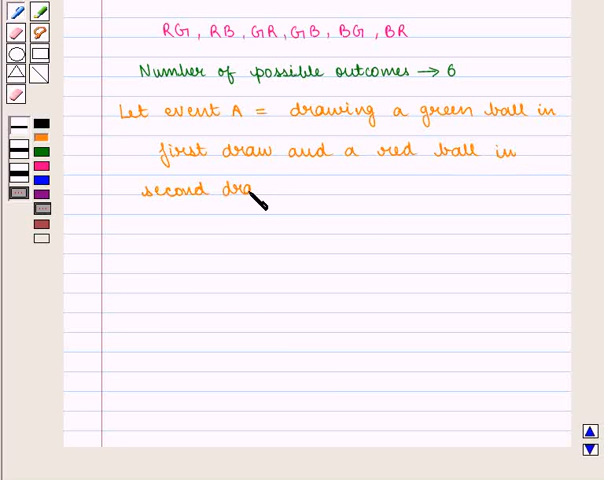 RG, RB, GR, GB, BG, BR
Number of possible outcomes → 6
Let event A = drawing a green ball in
first draw and a red ball in
second dra